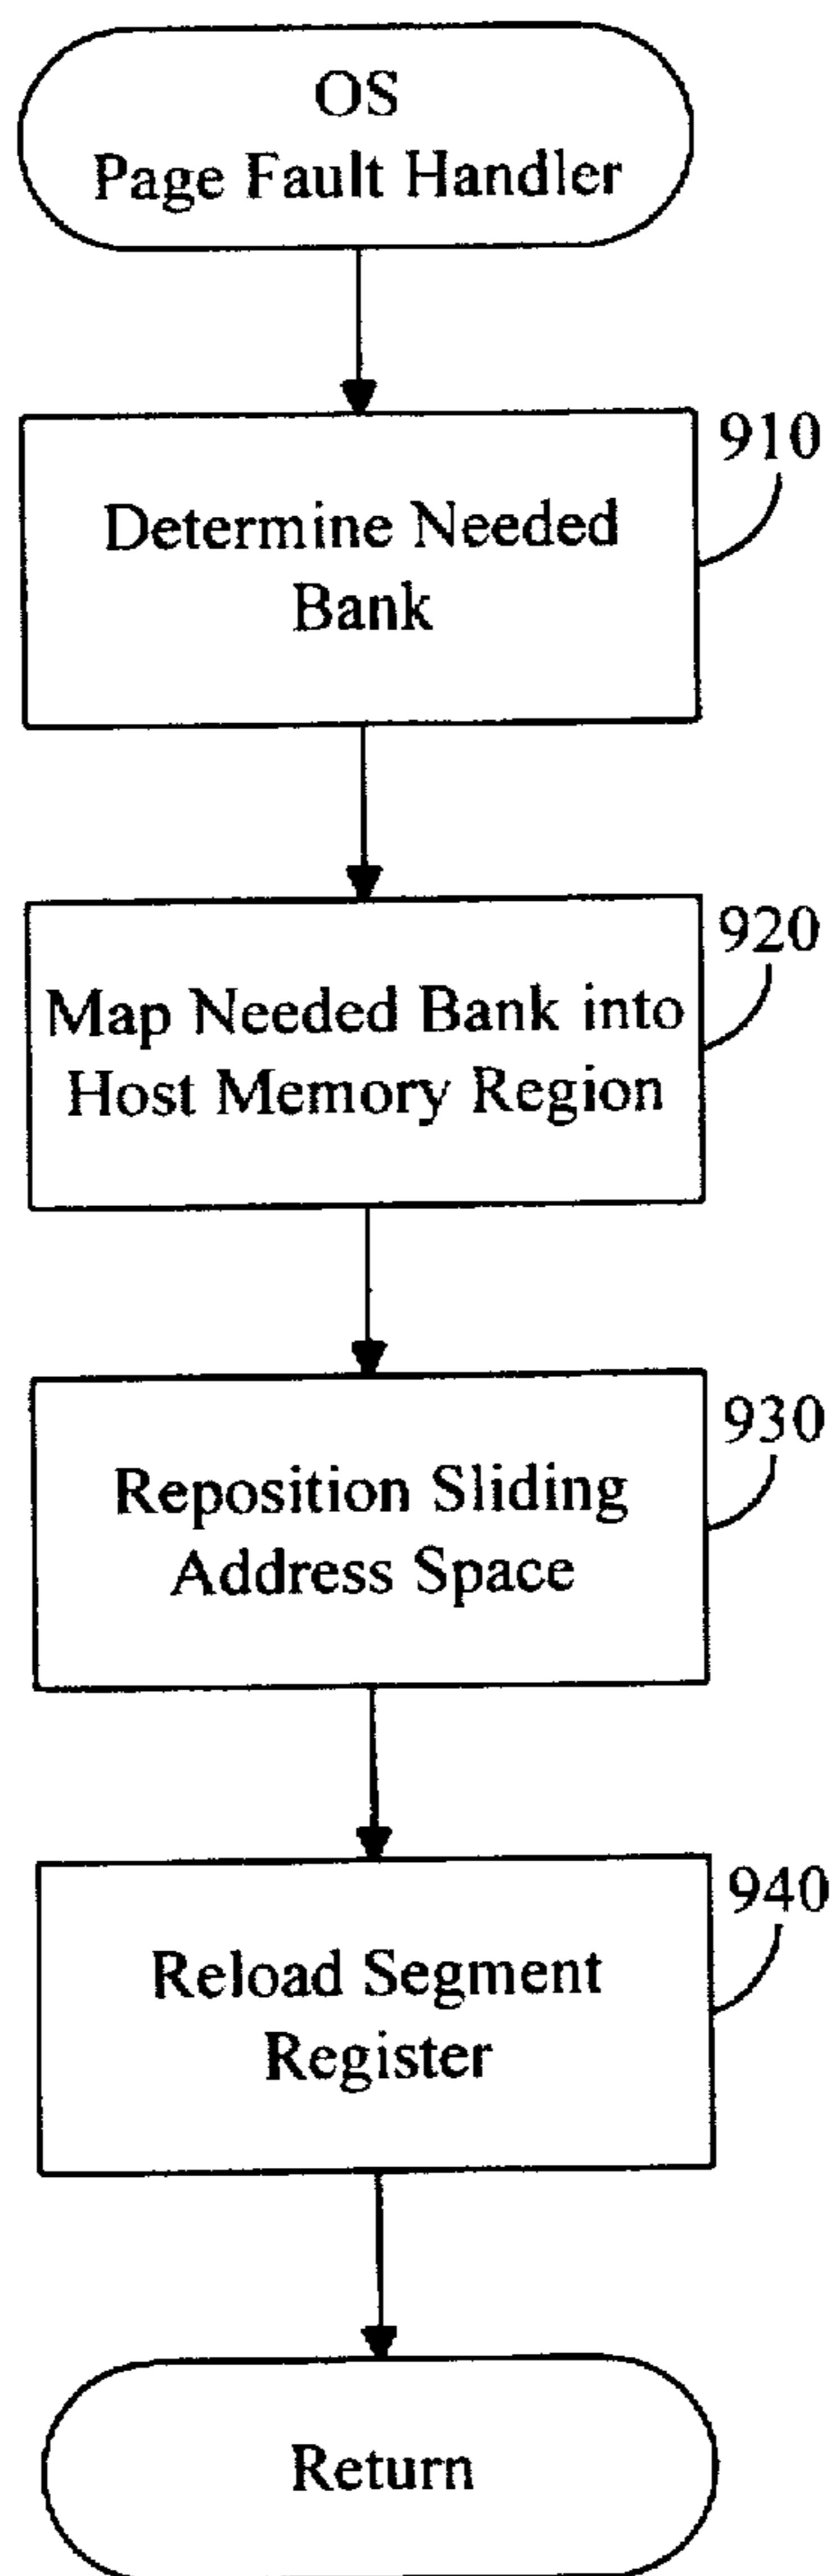 OS
Page Fault Handler
910
Determine Needed
Bank
920
Map Needed Bank into
Host Memory Region
930
Reposition Sliding
Address Space
940
Reload Segment
Register
Return